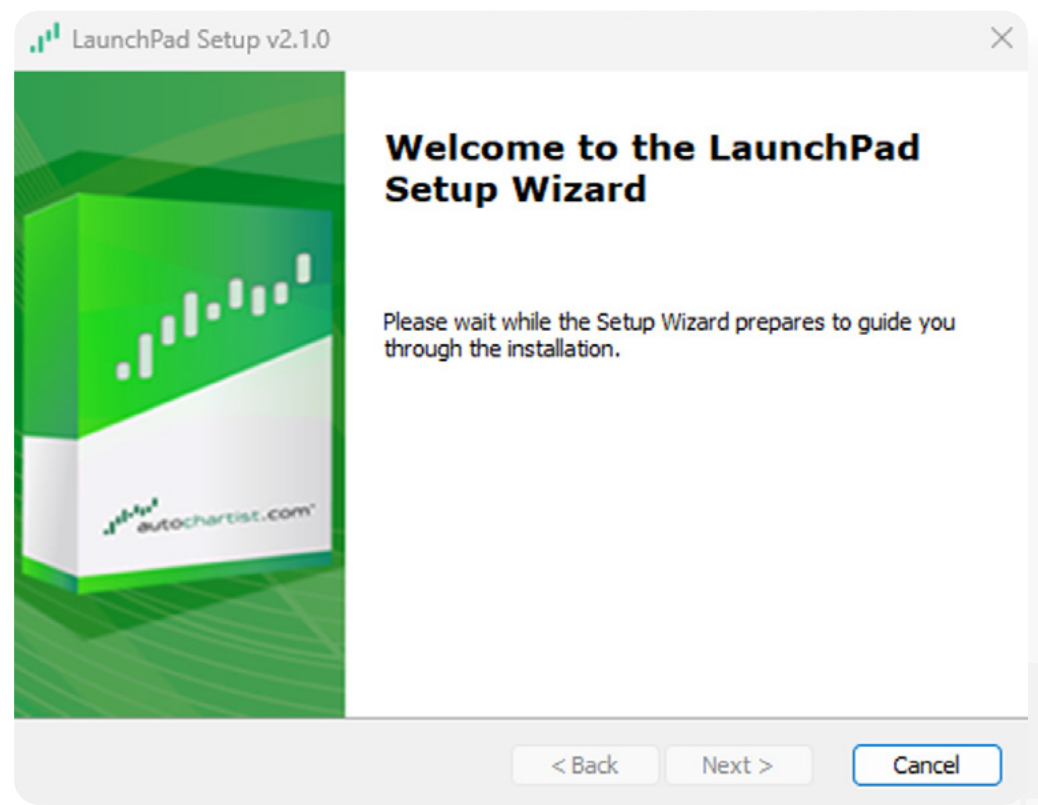 LaunchPad Setup v2.1.0
Welcome to the LaunchPad
Setup Wizard
Please wait while the Setup Wizard prepares to guide you
through the installation.
autochartist.com
< Back
Next >
Cancel